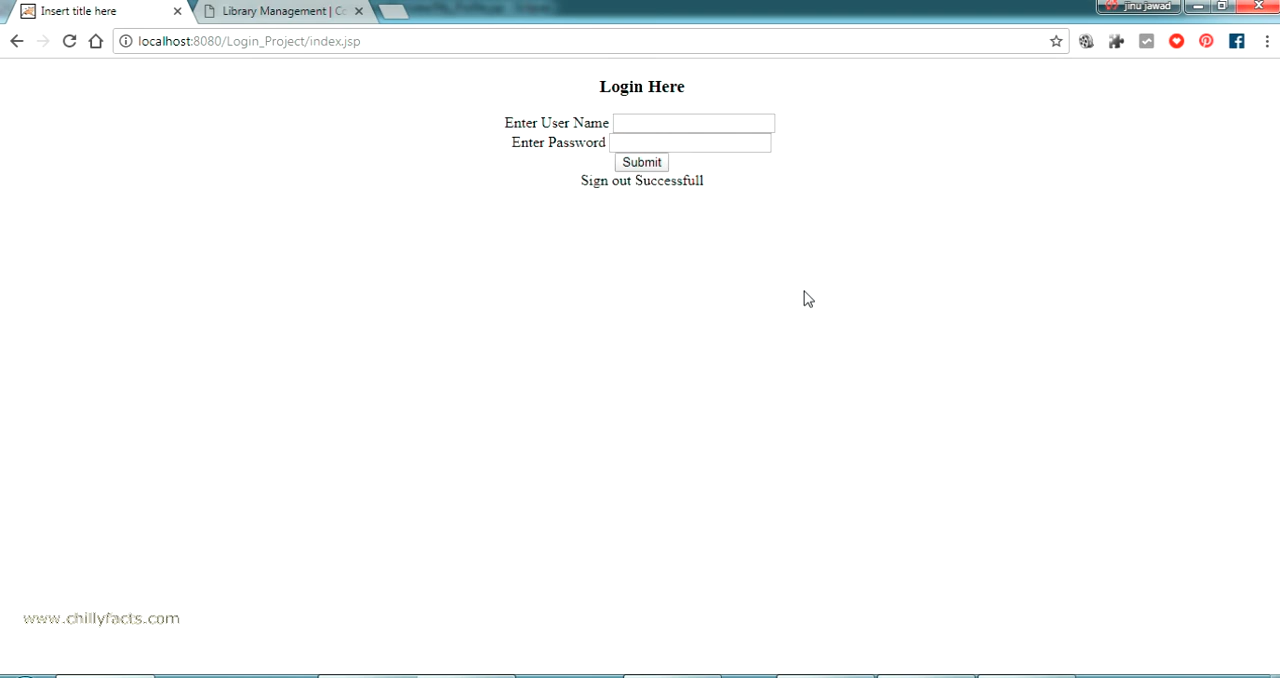 Insert title here
Library Management | Co
jinu jawad
localhost:8080/Login_Project/index.jsp
Login Here
Enter User Name
Enter Password
Submit
Sign out Successfull
www.chillyfacts.com